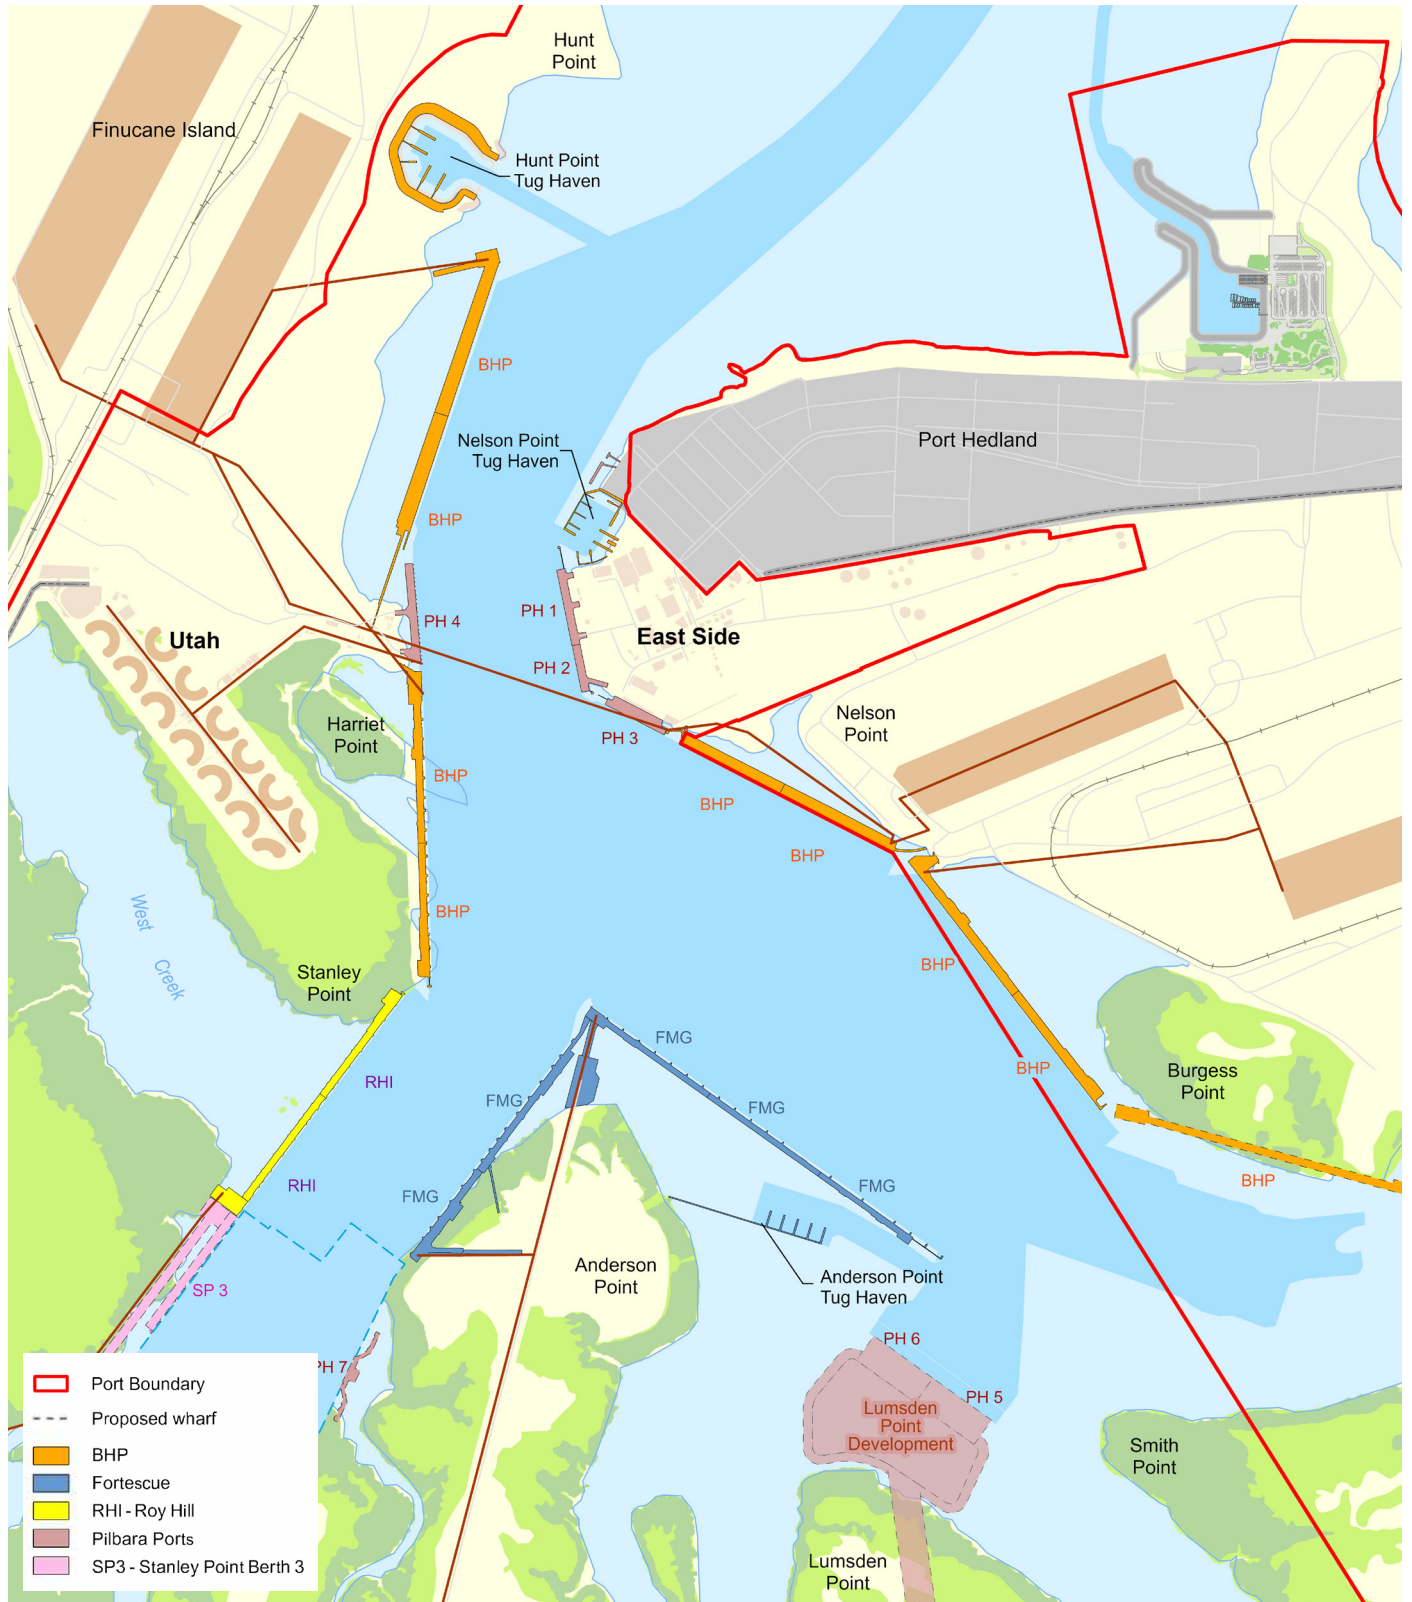 Hunt
Point
Finucane Island
Hunt Point
Tug Haven
BHP
Nelson Point
Tug Haven
Port Hedland
BHP
PH 1
PH 4
Utah
East Side
PH 2
Harriet
Point
Nelson
Point
PH 3
BHP
BHP
BHP
BHP
West
Creek
Stanley
Point
BHP
FMG
RHI
BHP
Burgess
Point
FMG
FMG
RHI
FMG
FMG
BHP
SP 3
Anderson
Point
Anderson Point
Tug Haven
PH 6
PH 7
PH 5
Lumsden
Point
Development
Smith
Point
Lumsden
Point
Port Boundary
Proposed wharf
BHP
Fortescue
RHI - Roy Hill
Pilbara Ports
SP3 - Stanley Point Berth 3